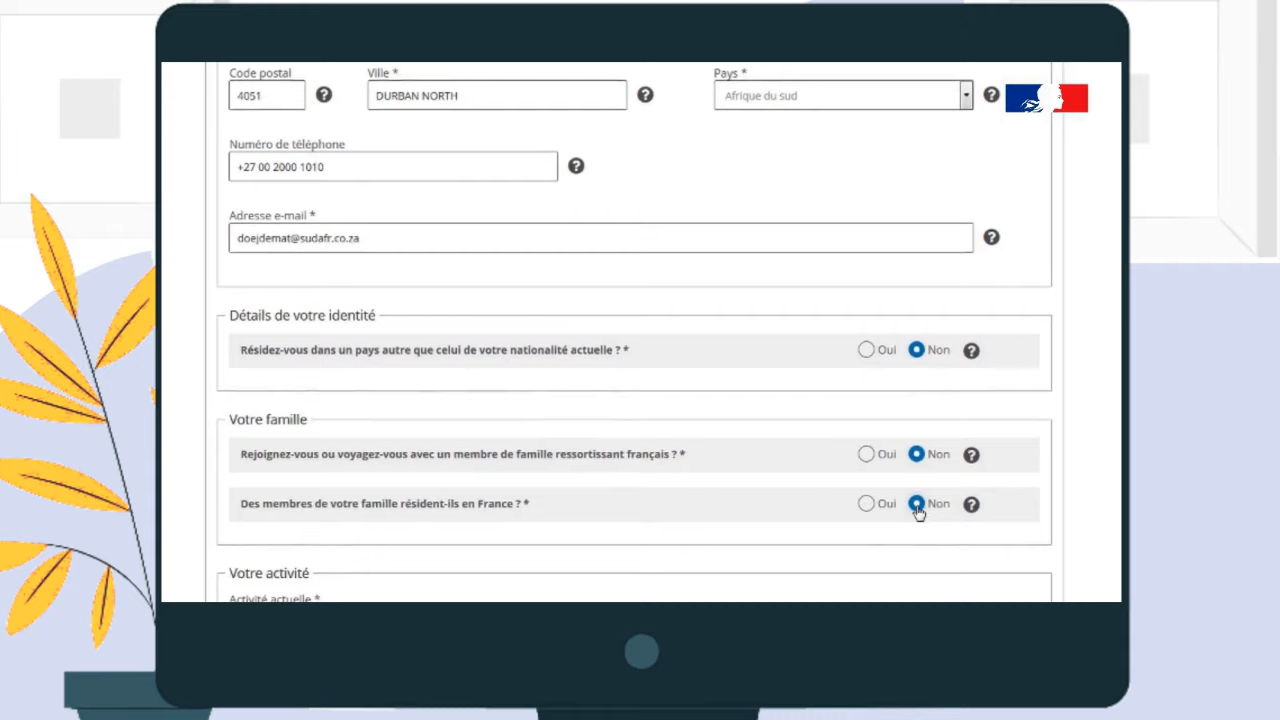 Code postal Ville * Pays *
4051 ? DURBAN NORTH ? Afrique du sud ?
Numéro de téléphone
+27 00 2000 1010 ?
Adresse e-mail *
doejdemat@sudafr.co.za ?
Détails de votre identité
Résidez-vous dans un pays autre que celui de votre nationalité actuelle ? * Oui Non ?
Votre famille
Rejoignez-vous ou voyagez-vous avec un membre de famille ressortissant français ? * Oui Non ?
Des membres de votre famille résident-ils en France ? * Oui Non ?
Votre activité
Activité actuelle *